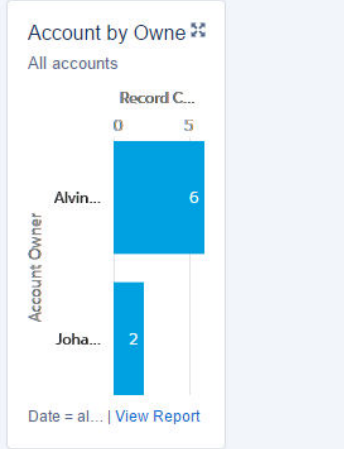 Account by Owne
All accounts
Record C...
0 5
Account Owner
Alvin... 6
Joha... 2
Date = al... | View Report